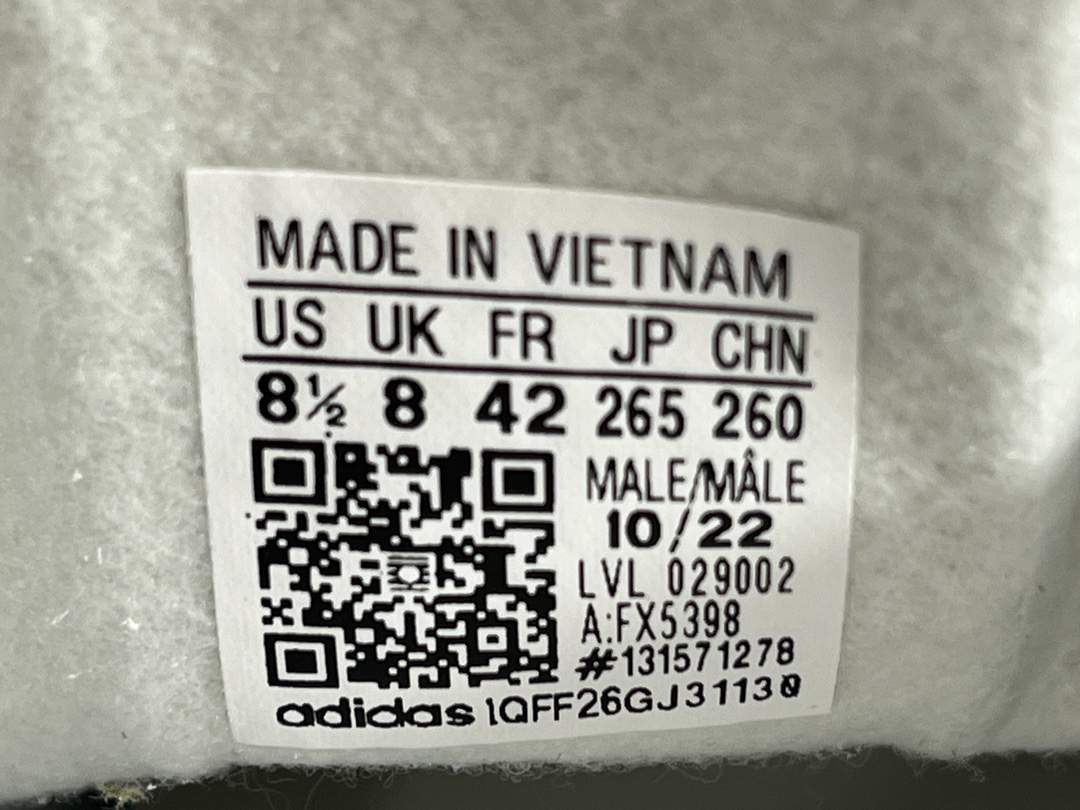 MADE IN VIETNAM
US UK FR JP CHN
8½ 8 42 265 260
MALE/MÂLE
10/22
LVL 029002
A:FX5398
#131571278
adidas 1QFF26GJ31130